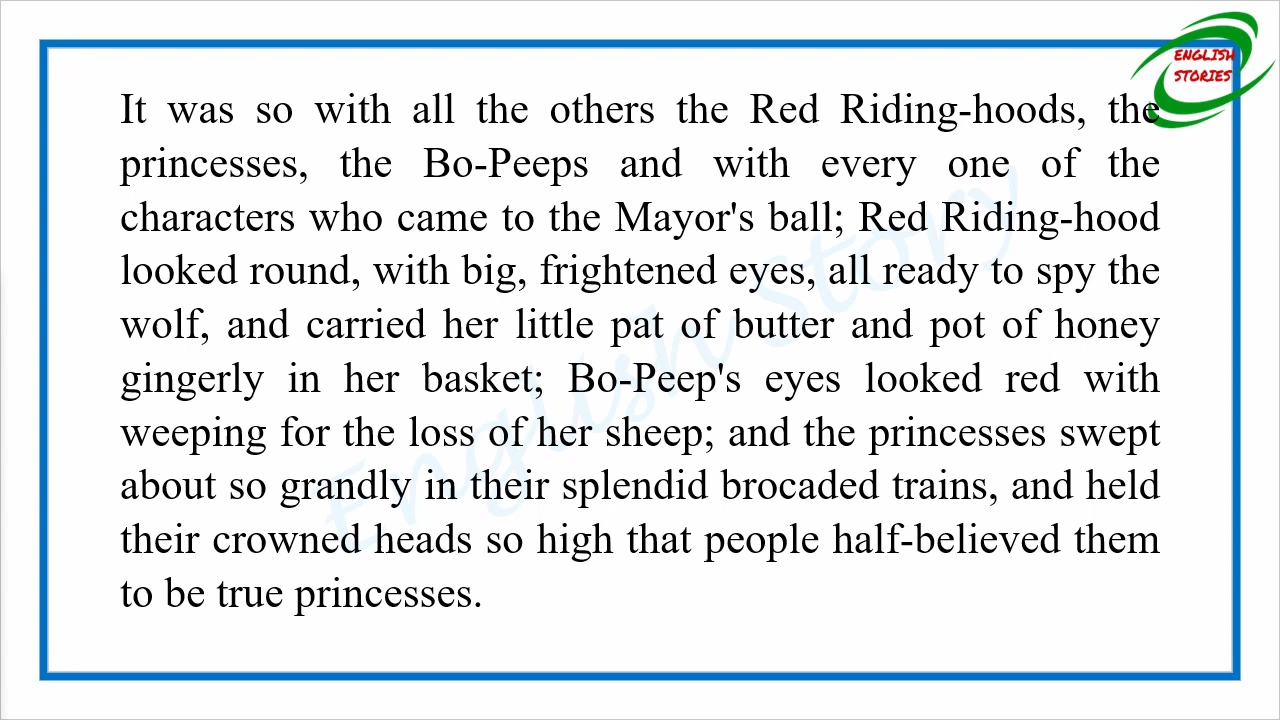 ENGLISH
STORIES
It was so with all the others the Red Riding-hoods, the
princesses, the Bo-Peeps and with every one of the
characters who came to the Mayor's ball; Red Riding-hood
looked round, with big, frightened eyes, all ready to spy the
wolf, and carried her little pat of butter and pot of honey
gingerly in her basket; Bo-Peep's eyes looked red with
weeping for the loss of her sheep; and the princesses swept
about so grandly in their splendid brocaded trains, and held
their crowned heads so high that people half-believed them
to be true princesses.
English Story